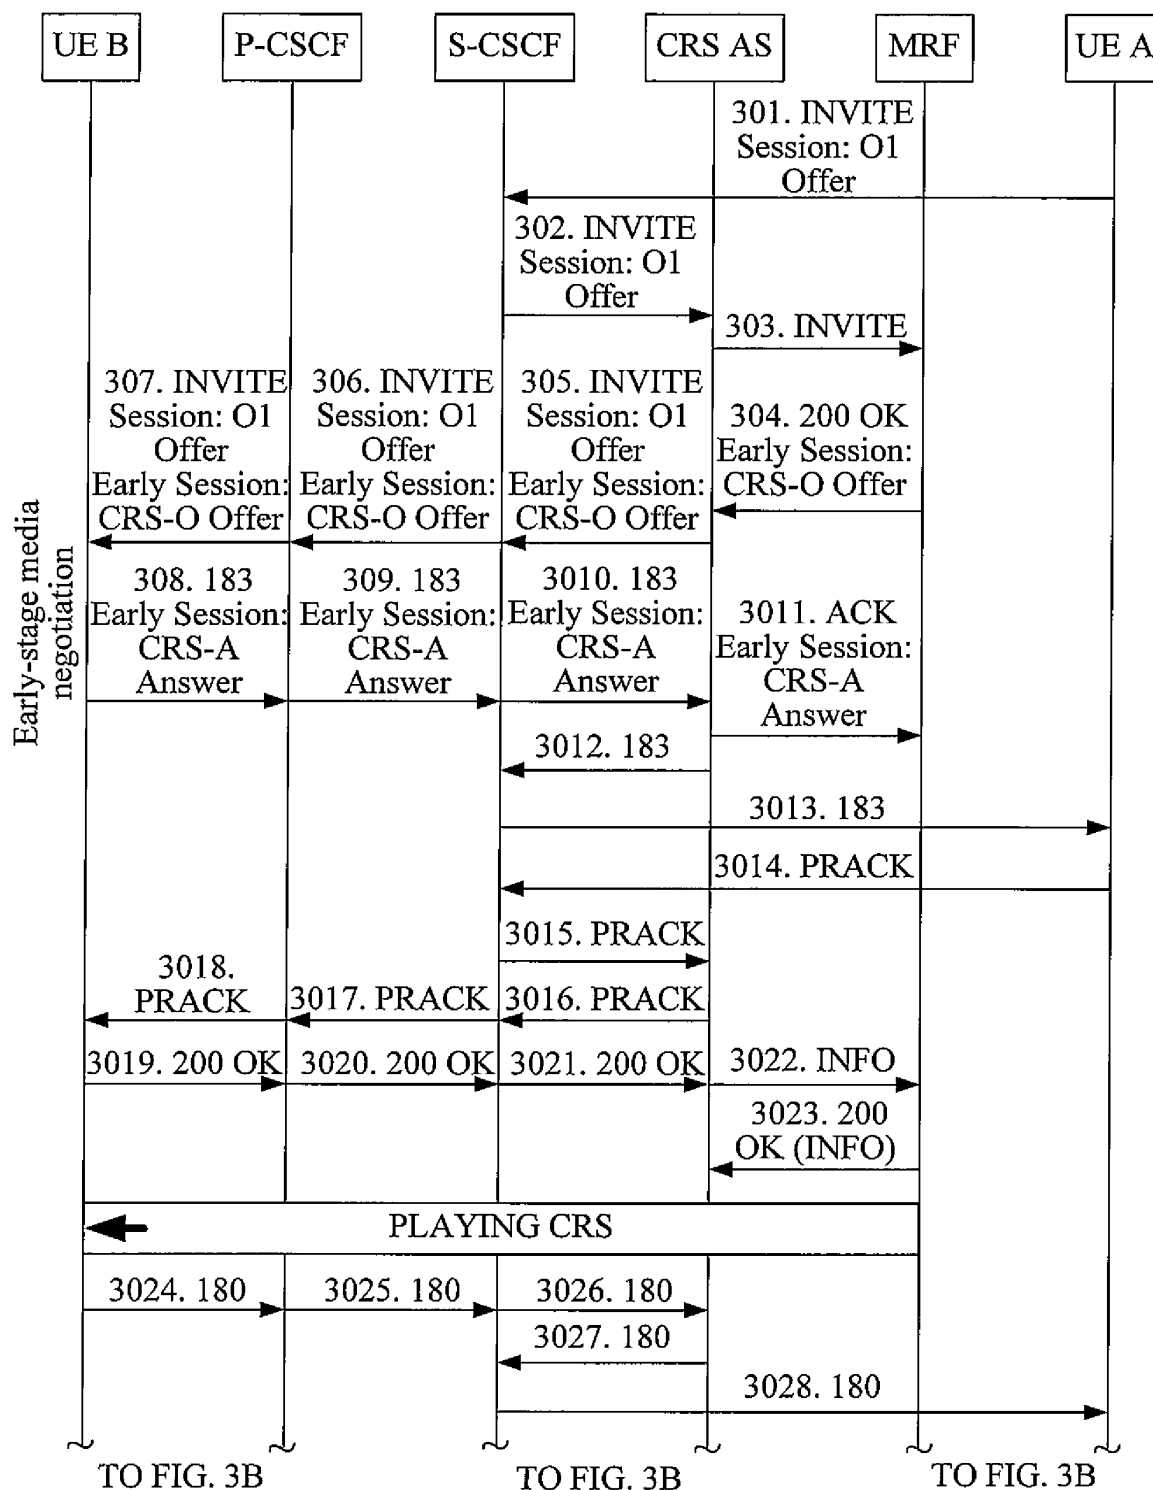 UE B
P-CSCF
S-CSCF
CRS AS
MRF
UE A
301. INVITE
Session: O1
Offer
302. INVITE
Session: O1
Offer
303. INVITE
307. INVITE
Session: O1
Offer
Early Session:
CRS-O Offer
306. INVITE
Session: O1
Offer
Early Session:
CRS-O Offer
305. INVITE
Session: O1
Offer
Early Session:
CRS-O Offer
304. 200 OK
Early Session:
CRS-O Offer
Early-stage media
negotiation
308. 183
Early Session:
CRS-A
Answer
309. 183
Early Session:
CRS-A
Answer
3010. 183
Early Session:
CRS-A
Answer
3011. ACK
Early Session:
CRS-A
Answer
3012. 183
3013. 183
3014. PRACK
3015. PRACK
3018.
PRACK
3017. PRACK
3016. PRACK
3019. 200 OK
3020. 200 OK
3021. 200 OK
3022. INFO
3023. 200
OK (INFO)
PLAYING CRS
3024. 180
3025. 180
3026. 180
3027. 180
3028. 180
TO FIG. 3B
TO FIG. 3B
TO FIG. 3B